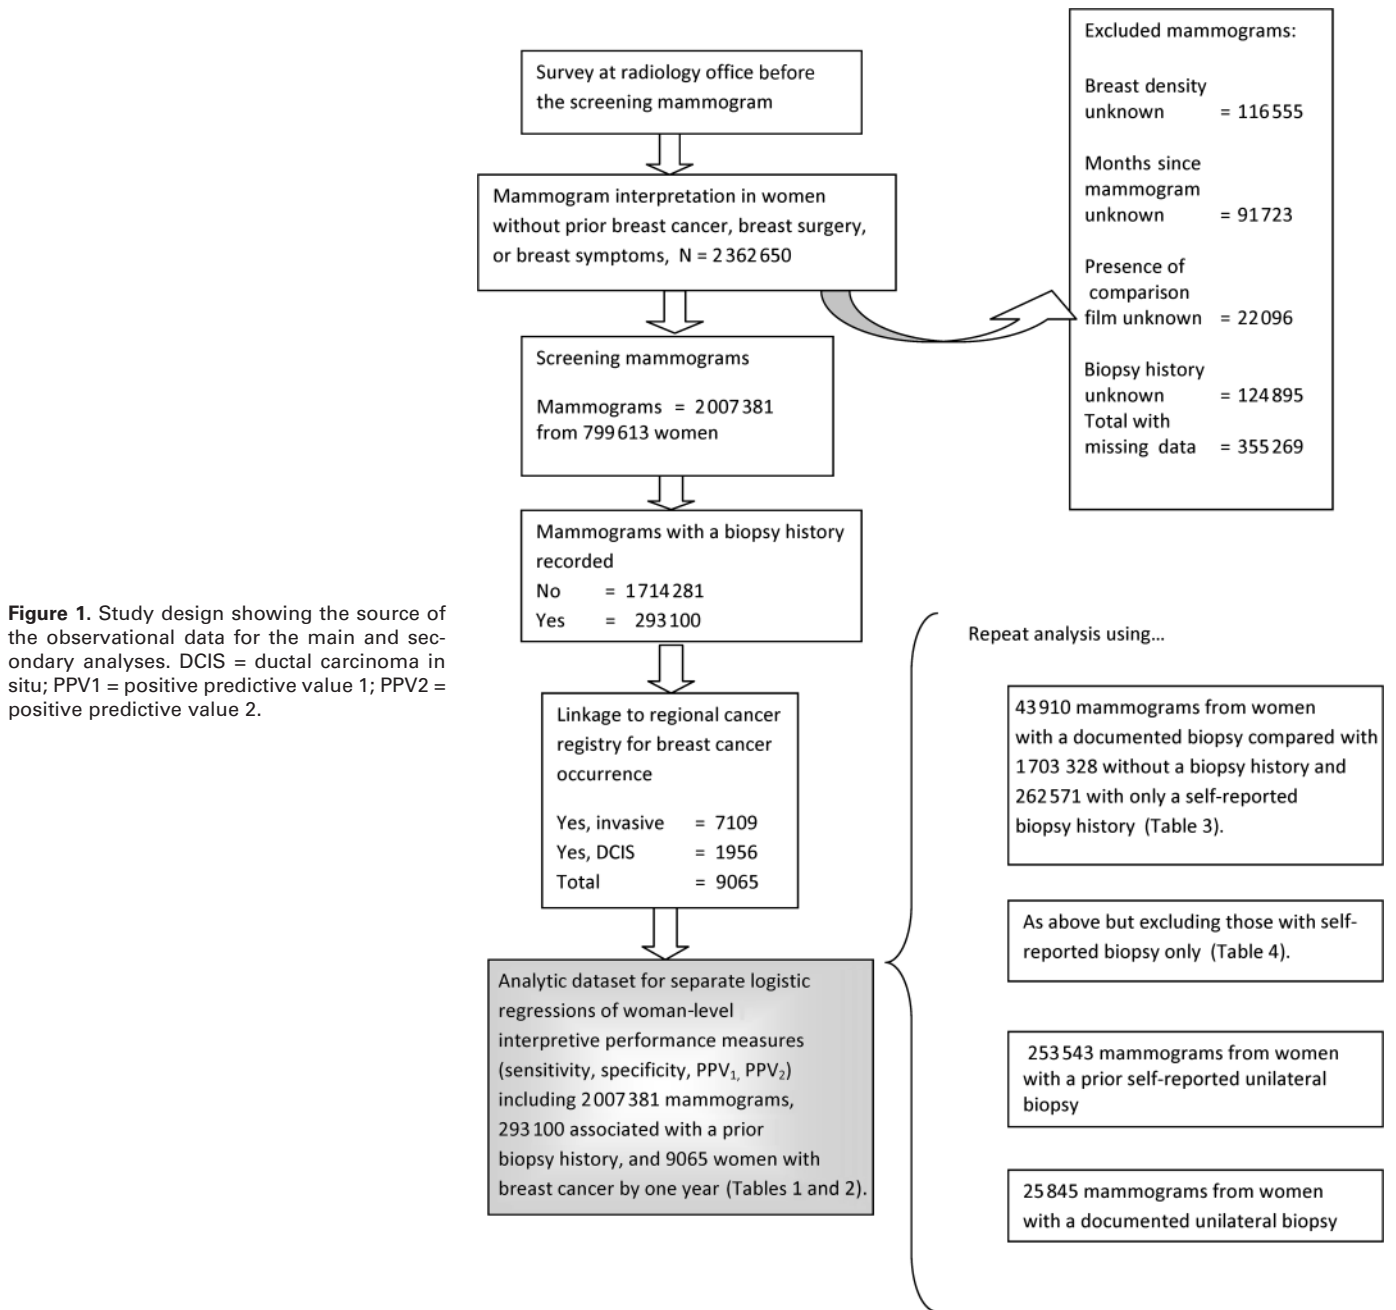 Survey at radiology office before
the screening mammogram
Mammogram interpretation in women
without prior breast cancer, breast surgery,
or breast symptoms, N = 2 362 650
Excluded mammograms:
Breast density
unknown = 116 555
Months since
mammogram
unknown = 91 723
Presence of
comparison
film unknown = 22 096
Biopsy history
unknown = 124 895
Total with
missing data = 355 269
Screening mammograms
Mammograms = 2 007 381
from 799 613 women
Mammograms with a biopsy history
recorded
No = 1 714 281
Yes = 293 100
Figure 1. Study design showing the source of
the observational data for the main and sec-
ondary analyses. DCIS = ductal carcinoma in
situ; PPV1 = positive predictive value 1; PPV2 =
positive predictive value 2.
Linkage to regional cancer
registry for breast cancer
occurrence
Yes, invasive = 7109
Yes, DCIS = 1956
Total = 9065
Analytic dataset for separate logistic
regressions of woman-level
interpretive performance measures
(sensitivity, specificity, PPV1, PPV2)
including 2 007 381 mammograms,
293 100 associated with a prior
biopsy history, and 9065 women with
breast cancer by one year (Tables 1 and 2).
Repeat analysis using...
43 910 mammograms from women
with a documented biopsy compared with
1 703 328 without a biopsy history and
262 571 with only a self-reported
biopsy history (Table 3).
As above but excluding those with self-
reported biopsy only (Table 4).
253 543 mammograms from women
with a prior self-reported unilateral
biopsy
25 845 mammograms from women
with a documented unilateral biopsy